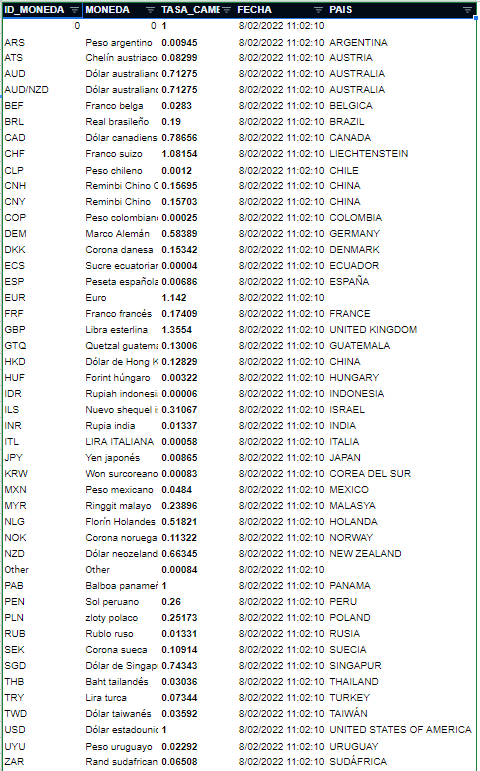 ID_MONEDA MONEDA TASA_CAME FECHA PAIS
0 0 1 8/02/2022 11:02:10
ARS Peso argentino 0.00945 8/02/2022 11:02:10 ARGENTINA
ATS Chelín austriaco 0.08299 8/02/2022 11:02:10 AUSTRIA
AUD Dólar australiano 0.71275 8/02/2022 11:02:10 AUSTRALIA
AUD/NZD Dólar australiano 0.71275 8/02/2022 11:02:10 AUSTRALIA
BEF Franco belga 0.0283 8/02/2022 11:02:10 BELGICA
BRL Real brasileño 0.19 8/02/2022 11:02:10 BRAZIL
CAD Dólar canadiens 0.78656 8/02/2022 11:02:10 CANADA
CHF Franco suizo 1.08154 8/02/2022 11:02:10 LIECHTENSTEIN
CLP Peso chileno 0.0012 8/02/2022 11:02:10 CHILE
CNH Reminbi Chino C 0.15695 8/02/2022 11:02:10 CHINA
CNY Reminbi Chino 0.15703 8/02/2022 11:02:10 CHINA
COP Peso colombian 0.00025 8/02/2022 11:02:10 COLOMBIA
DEM Marco Alemán 0.58389 8/02/2022 11:02:10 GERMANY
DKK Corona danesa 0.15342 8/02/2022 11:02:10 DENMARK
ECS Sucre ecuatorian 0.00004 8/02/2022 11:02:10 ECUADOR
ESP Peseta española 0.00686 8/02/2022 11:02:10 ESPAÑA
EUR Euro 1.142 8/02/2022 11:02:10
FRF Franco francés 0.17409 8/02/2022 11:02:10 FRANCE
GBP Libra esterlina 1.3554 8/02/2022 11:02:10 UNITED KINGDOM
GTQ Quetzal guatema 0.13006 8/02/2022 11:02:10 GUATEMALA
HKD Dólar de Hong K 0.12829 8/02/2022 11:02:10 CHINA
HUF Forint húngaro 0.00322 8/02/2022 11:02:10 HUNGARY
IDR Rupiah indonesi 0.00006 8/02/2022 11:02:10 INDONESIA
ILS Nuevo shequel i 0.31067 8/02/2022 11:02:10 ISRAEL
INR Rupia india 0.01337 8/02/2022 11:02:10 INDIA
ITL LIRA ITALIANA 0.00058 8/02/2022 11:02:10 ITALIA
JPY Yen japonés 0.00865 8/02/2022 11:02:10 JAPAN
KRW Won surcoreano 0.00083 8/02/2022 11:02:10 COREA DEL SUR
MXN Peso mexicano 0.0484 8/02/2022 11:02:10 MEXICO
MYR Ringgit malayo 0.23896 8/02/2022 11:02:10 MALASYA
NLG Florín Holandes 0.51821 8/02/2022 11:02:10 HOLANDA
NOK Corona noruega 0.11322 8/02/2022 11:02:10 NORWAY
NZD Dólar neozeland 0.66345 8/02/2022 11:02:10 NEW ZEALAND
Other Other 0.00084 8/02/2022 11:02:10
PAB Balboa panameñ 1 8/02/2022 11:02:10 PANAMA
PEN Sol peruano 0.26 8/02/2022 11:02:10 PERU
PLN zloty polaco 0.25173 8/02/2022 11:02:10 POLAND
RUB Rublo ruso 0.01331 8/02/2022 11:02:10 RUSIA
SEK Corona sueca 0.10914 8/02/2022 11:02:10 SUECIA
SGD Dólar de Singap 0.74343 8/02/2022 11:02:10 SINGAPUR
THB Baht tailandés 0.03036 8/02/2022 11:02:10 THAILAND
TRY Lira turca 0.07344 8/02/2022 11:02:10 TURKEY
TWD Dólar taiwanés 0.03592 8/02/2022 11:02:10 TAIWÁN
USD Dólar estadounic 1 8/02/2022 11:02:10 UNITED STATES OF AMERICA
UYU Peso uruguayo 0.02292 8/02/2022 11:02:10 URUGUAY
ZAR Rand sudafrican 0.06508 8/02/2022 11:02:10 SUDÁFRICA